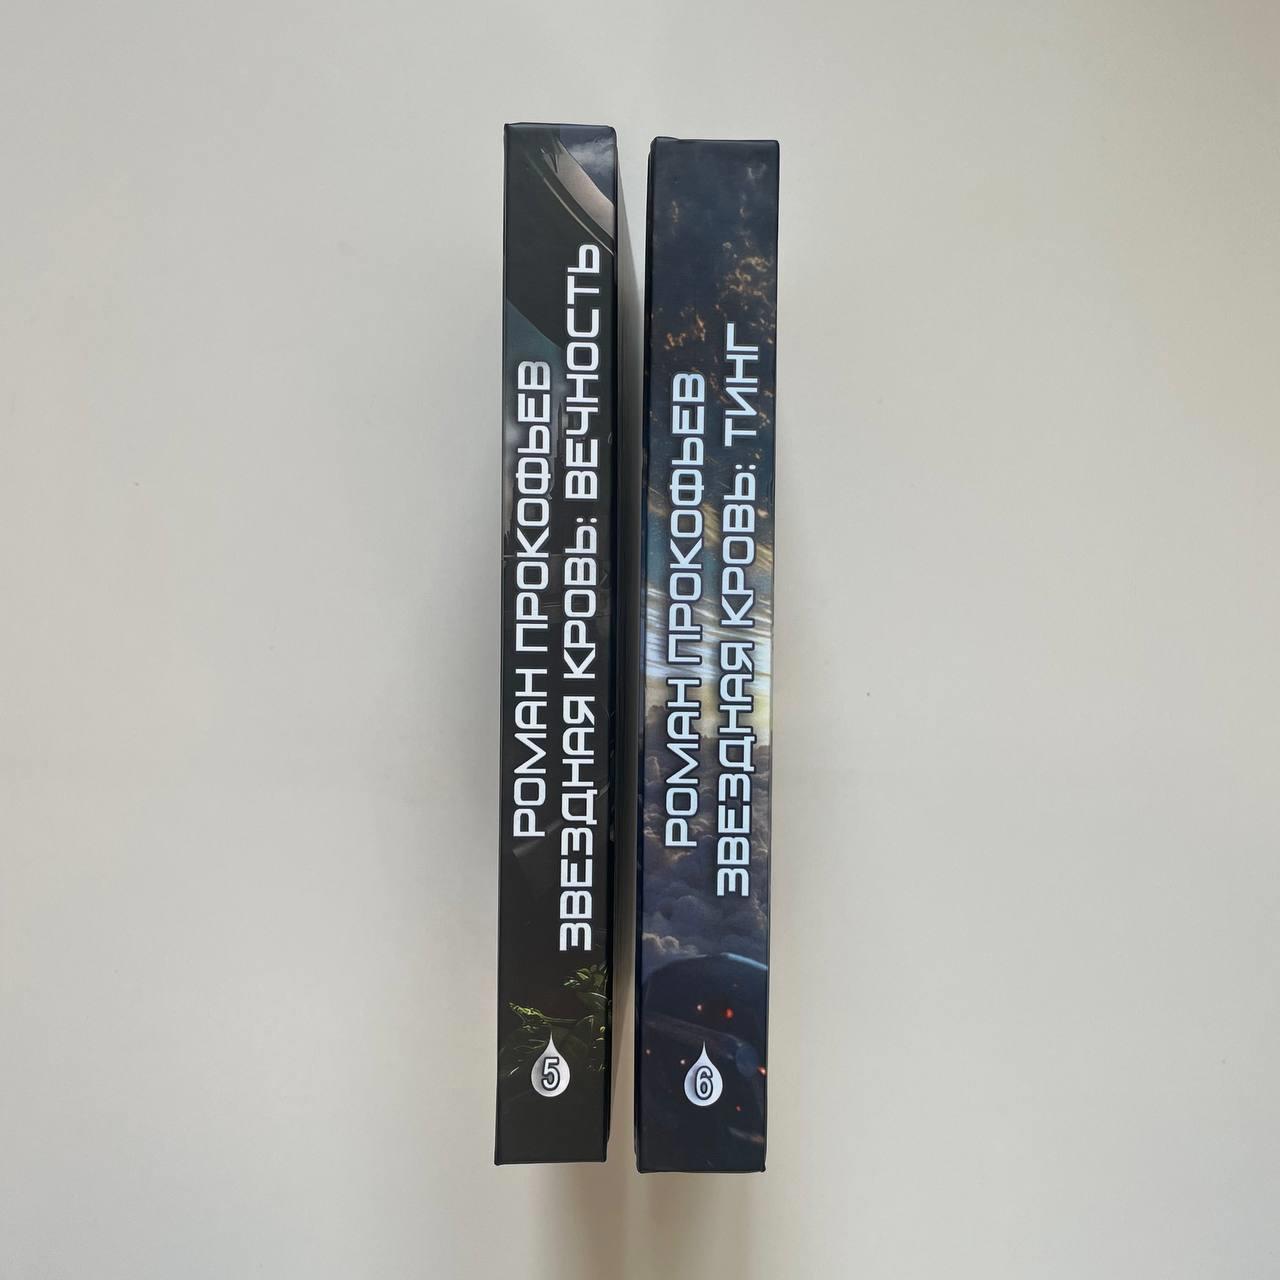 РОМАН ПРОКОФЬЕВ
ЗВЕЗДНАЯ КРОВЬ: ВЕЧНОСТЬ
5
РОМАН ПРОКОФЬЕВ
ЗВЕЗДНАЯ КРОВЬ: ТИНГ
6